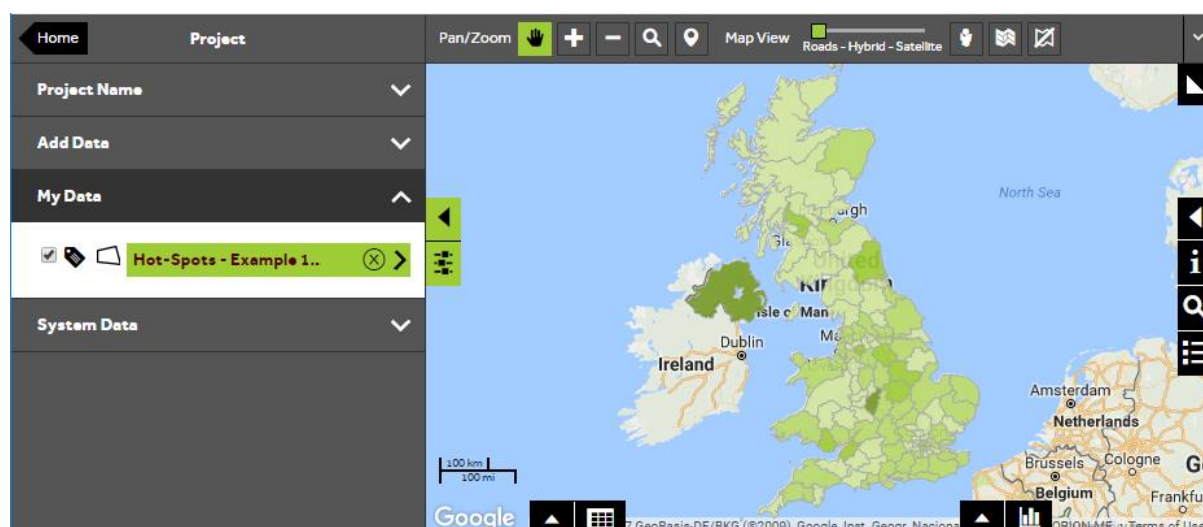 Home
Project
Pan/Zoom
Map View
Roads - Hybrid - Satellite
Project Name
Add Data
My Data
Hot-Spots - Example 1..
System Data
North Sea
United
Kingdom
Isle of Man
Dublin
Ireland
Amsterdam
Netherlands
Brussels
Cologne
Belgium
100 km
100 mi
Google